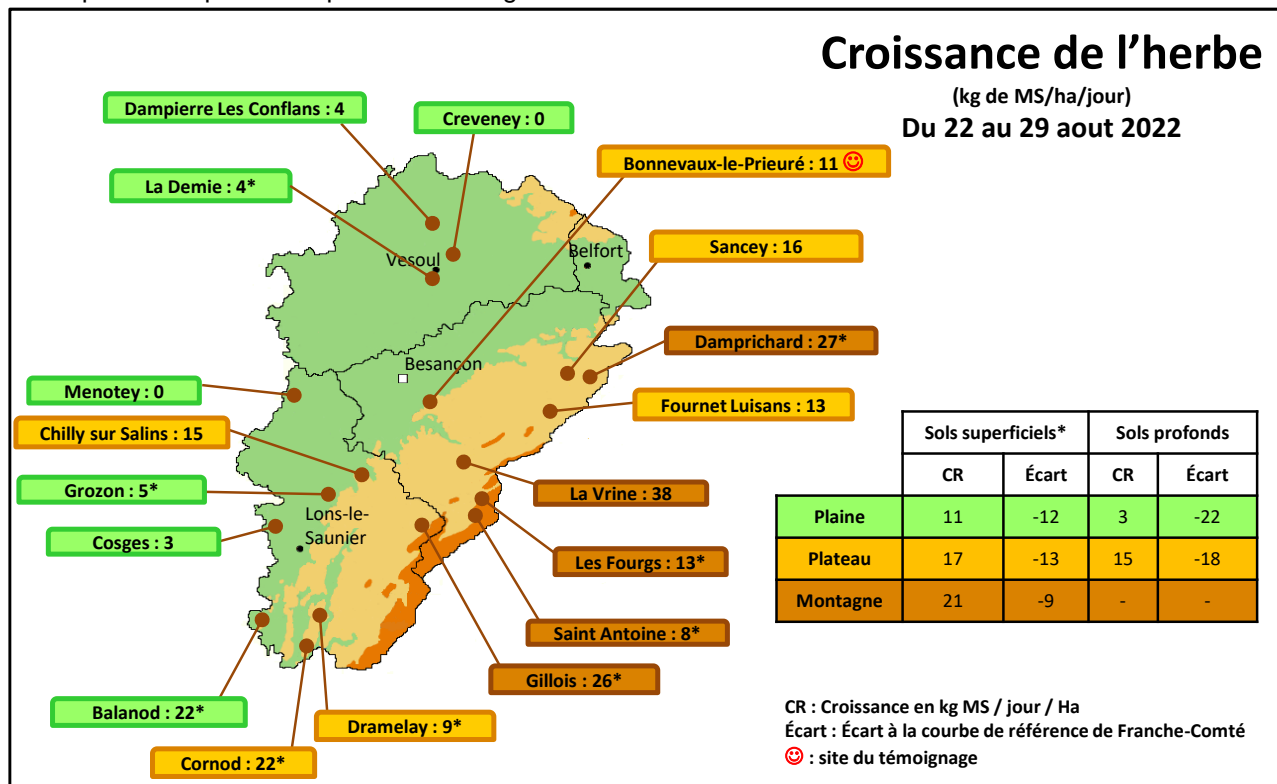 Croissance de l’herbe
(kg de MS/ha/jour)
Du 22 au 29 aout 2022
Dampierre Les Conflans : 4
Creveney : 0
Bonnevaux-le-Prieuré : 11
La Demie : 4*
Sancey : 16
Vesoul
Belfort
Damprichard : 27*
Besançon
Menotey : 0
Fournet Luisans : 13
Chilly sur Salins : 15
La Vrine : 38
Grozon : 5*
Lons-le-
Saunier
Cosges : 3
Les Fourgs : 13*
Saint Antoine : 8*
Gillois : 26*
Balanod : 22*
Dramelay : 9*
Cornod : 22*
Sols superficiels* Sols profonds
CR Écart CR Écart
Plaine 11 -12 3 -22
Plateau 17 -13 15 -18
Montagne 21 -9 - -
CR : Croissance en kg MS / jour / Ha
Écart : Écart à la courbe de référence de Franche-Comté
: site du témoignage